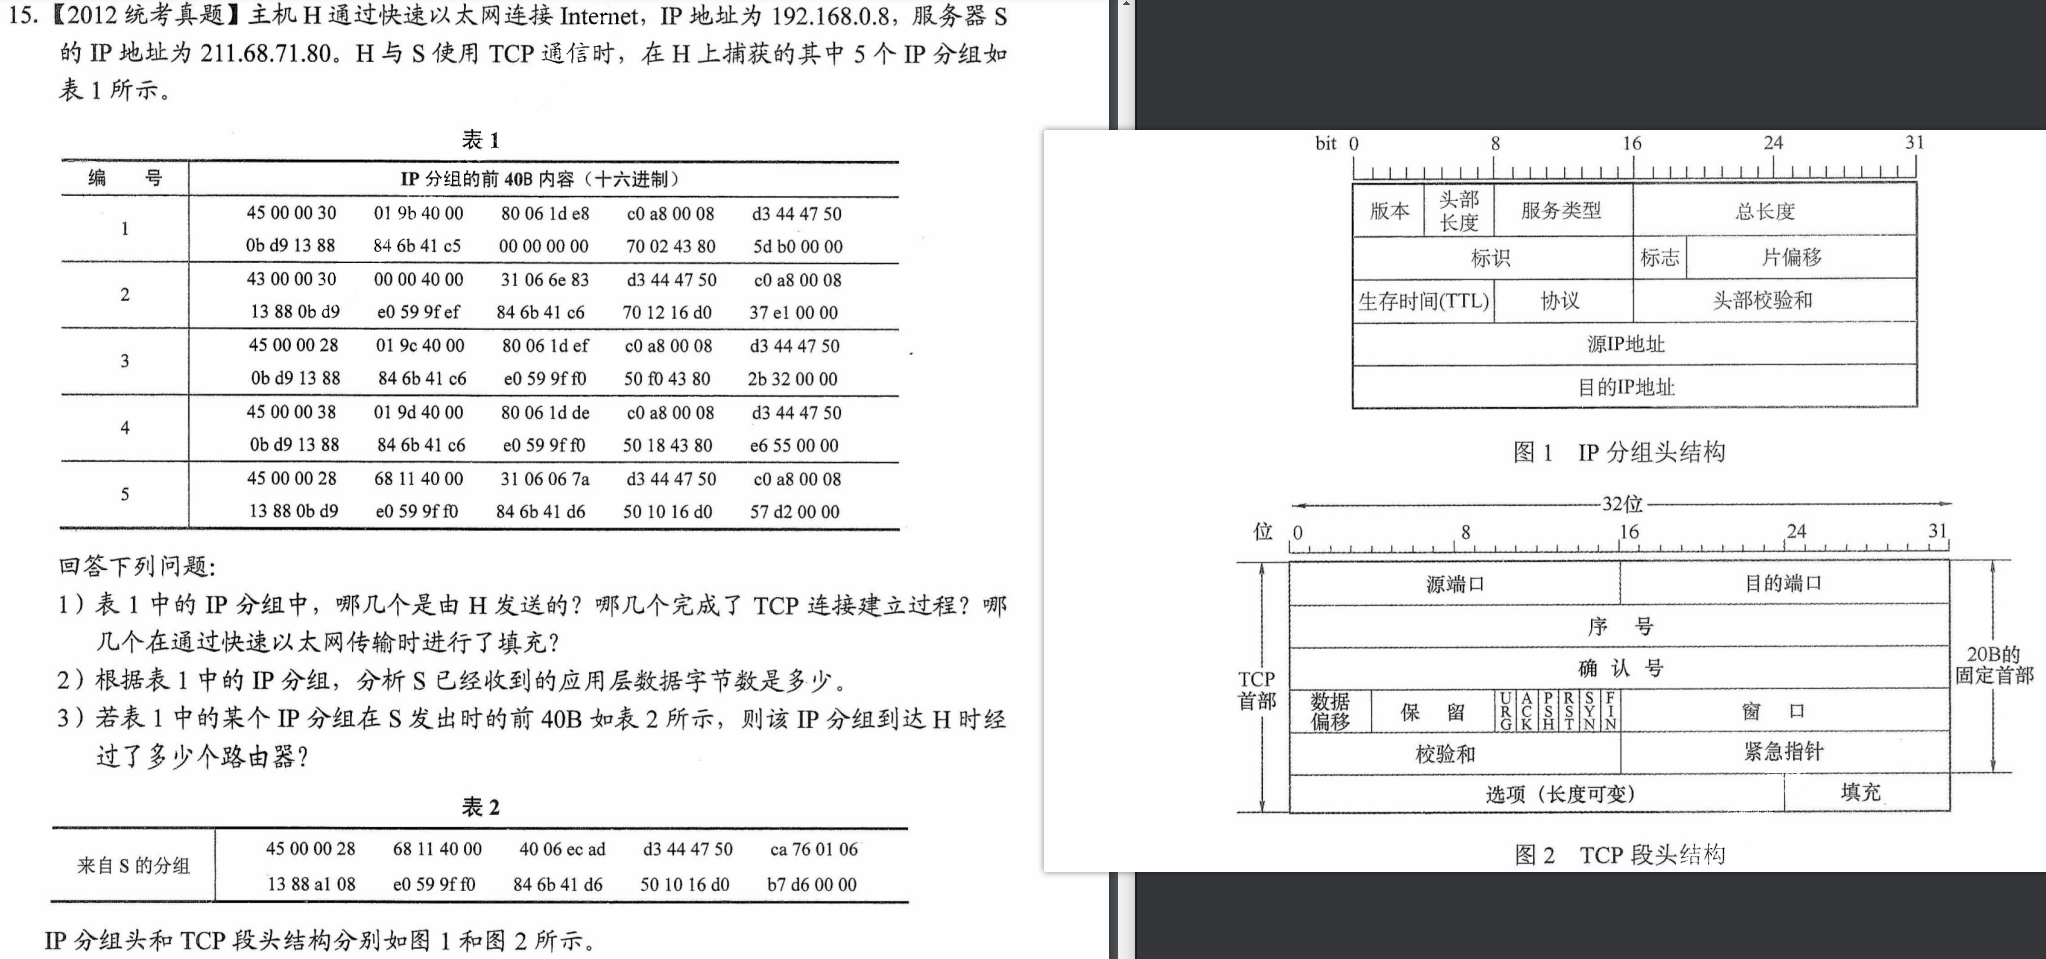 15.【2012 统考真题】主机 H 通过快速以太网连接 Internet，IP 地址为 192.168.0.8，服务器 S
的 IP 地址为 211.68.71.80。H 与 S 使用 TCP 通信时，在 H 上捕获的其中 5 个 IP 分组如
表 1 所示。
表 1
编 号 IP 分组的前 40B 内容（十六进制）
1
45 00 00 30 01 9b 40 00 80 06 1d e8 c0 a8 00 08 d3 44 47 50
0b d9 13 88 84 6b 41 c5 00 00 00 00 70 02 43 80 5d b0 00 00
2
43 00 00 30 00 00 40 00 31 06 6e 83 d3 44 47 50 c0 a8 00 08
13 88 0b d9 e0 59 9f ef 84 6b 41 c6 70 12 16 d0 37 e1 00 00
3
45 00 00 28 01 9c 40 00 80 06 1d ef c0 a8 00 08 d3 44 47 50
0b d9 13 88 84 6b 41 c6 e0 59 9f f0 50 f0 43 80 2b 32 00 00
4
45 00 00 38 01 9d 40 00 80 06 1d de c0 a8 00 08 d3 44 47 50
0b d9 13 88 84 6b 41 c6 e0 59 9f f0 50 18 43 80 e6 55 00 00
5
45 00 00 28 68 11 40 00 31 06 06 7a d3 44 47 50 c0 a8 00 08
13 88 0b d9 e0 59 9f f0 84 6b 41 d6 50 10 16 d0 57 d2 00 00
回答下列问题:
1）表 1 中的 IP 分组中，哪几个是由 H 发送的？哪几个完成了 TCP 连接建立过程？哪
几个在通过快速以太网传输时进行了填充？
2）根据表 1 中的 IP 分组，分析 S 已经收到的应用层数据字节数是多少。
3）若表 1 中的某个 IP 分组在 S 发出时的前 40B 如表 2 所示，则该 IP 分组到达 H 时经
过了多少个路由器？
表 2
来自 S 的分组
45 00 00 28 68 11 40 00 40 06 ec ad d3 44 47 50 ca 76 01 06
13 88 a1 08 e0 59 9f f0 84 6b 41 d6 50 10 16 d0 b7 d6 00 00
IP 分组头和 TCP 段头结构分别如图 1 和图 2 所示。
bit 0 8 16 24 31
版本 头部长度 服务类型 总长度
标识 标志 片偏移
生存时间(TTL) 协议 头部校验和
源IP地址
目的IP地址
图 1 IP 分组头结构
32位
位 0 8 16 24 31
源端口 目的端口
序 号
确 认 号
数据偏移 保 留 URG ACK PSH RST SYN FIN 窗 口
校验和 紧急指针
选项（长度可变） 填充
TCP首部
20B的
固定首部
图 2 TCP 段头结构